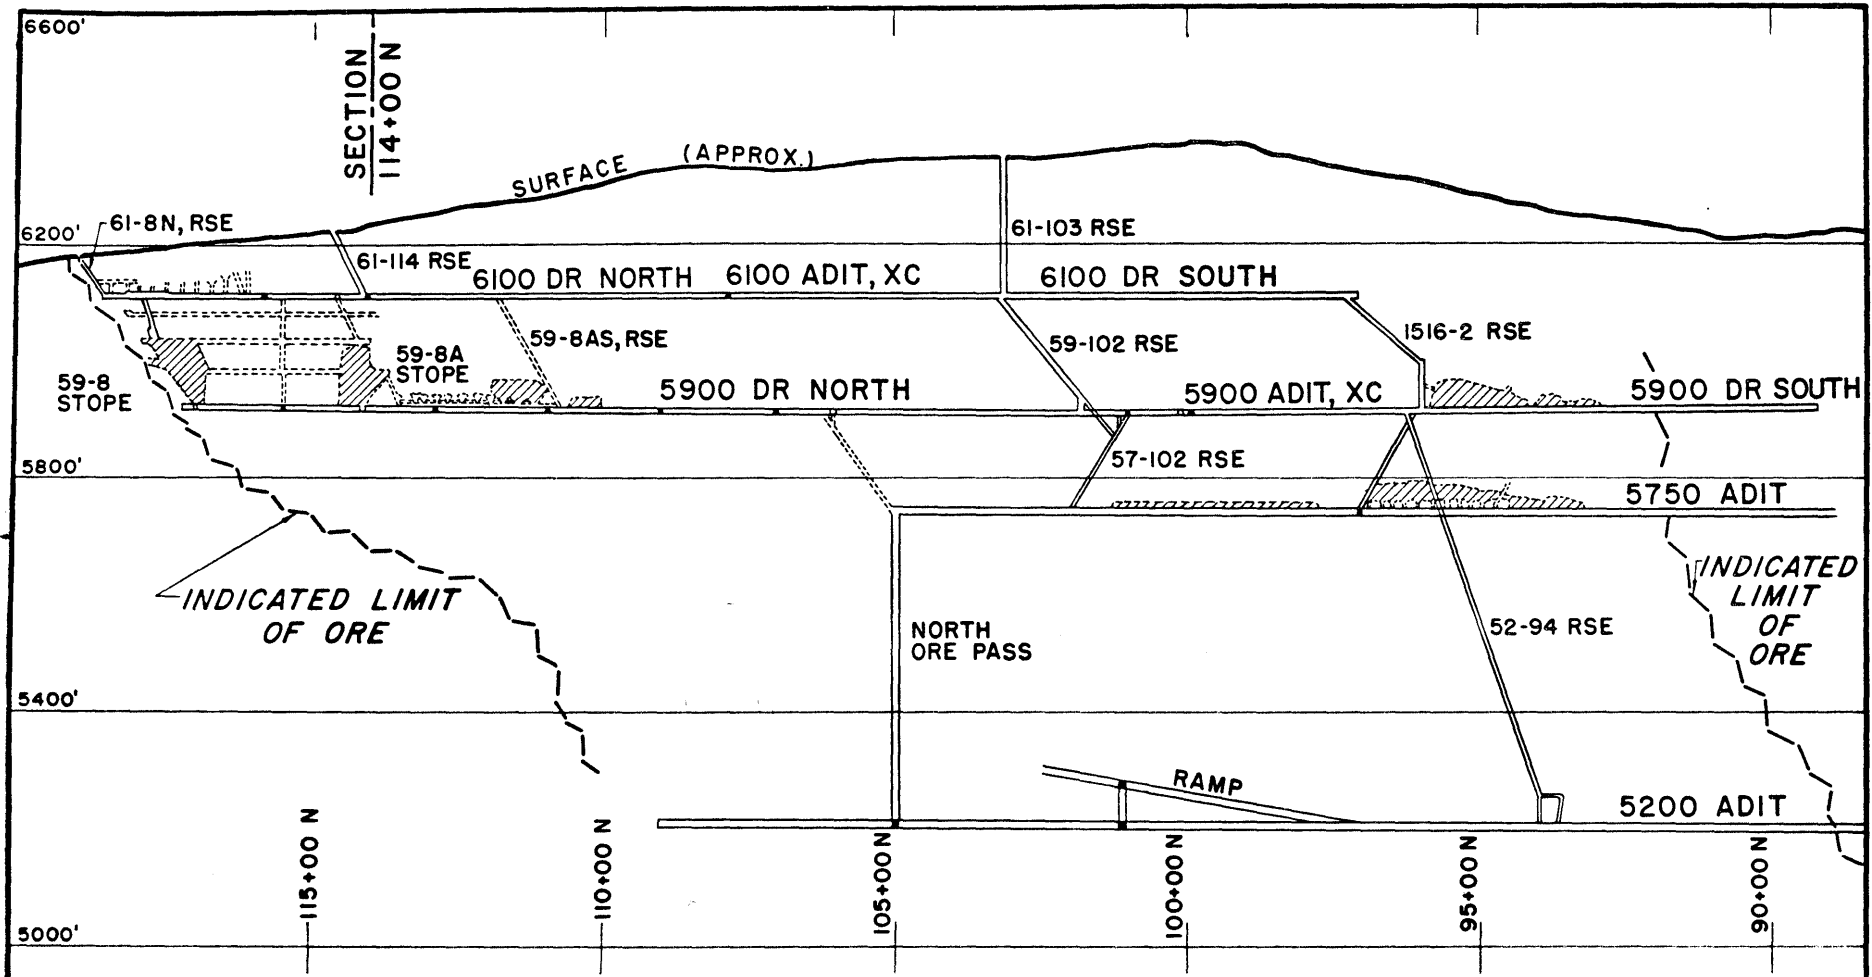 6600'
SECTION
114+00 N
SURFACE (APPROX.)
61-8N, RSE
6200'
61-114 RSE
61-103 RSE
6100 DR NORTH
6100 ADIT, XC
6100 DR SOUTH
59-8AS, RSE
59-102 RSE
1516-2 RSE
59-8A
STOPE
59-8
STOPE
5900 DR NORTH
5900 ADIT, XC
5900 DR SOUTH
57-102 RSE
5800'
5750 ADIT
INDICATED LIMIT
OF ORE
INDICATED
LIMIT
OF
ORE
NORTH
ORE PASS
52-94 RSE
5400'
RAMP
5200 ADIT
115+00 N
110+00 N
105+00 N
100+00 N
95+00 N
90+00 N
5000'